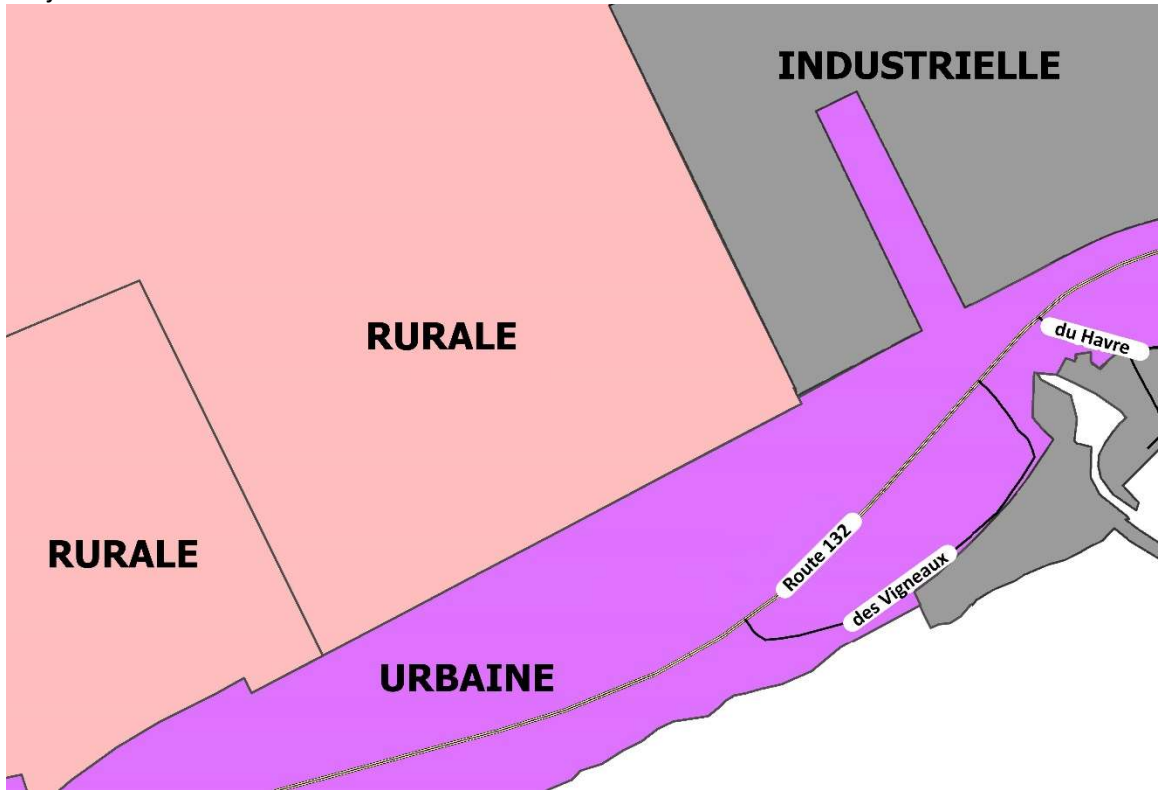 INDUSTRIELLE
RURALE
du Havre
RURALE
Route 132
des Vigneaux
URBAINE